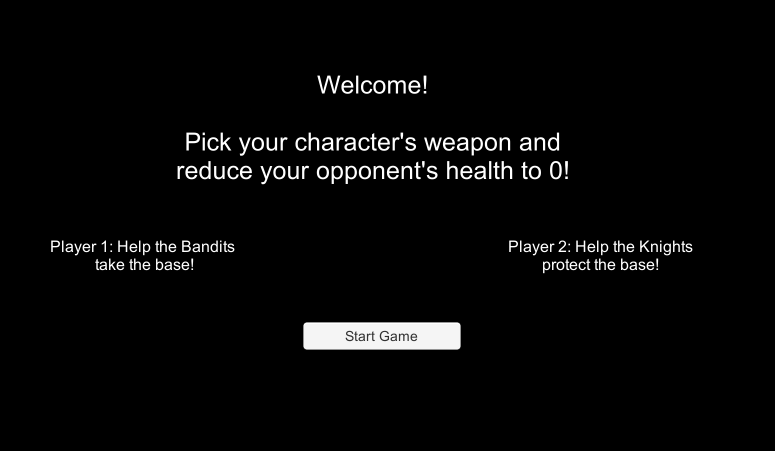 Welcome!
Pick your character's weapon and
reduce your opponent's health to 0!
Player 1: Help the Bandits
take the base!
Player 2: Help the Knights
protect the base!
Start Game